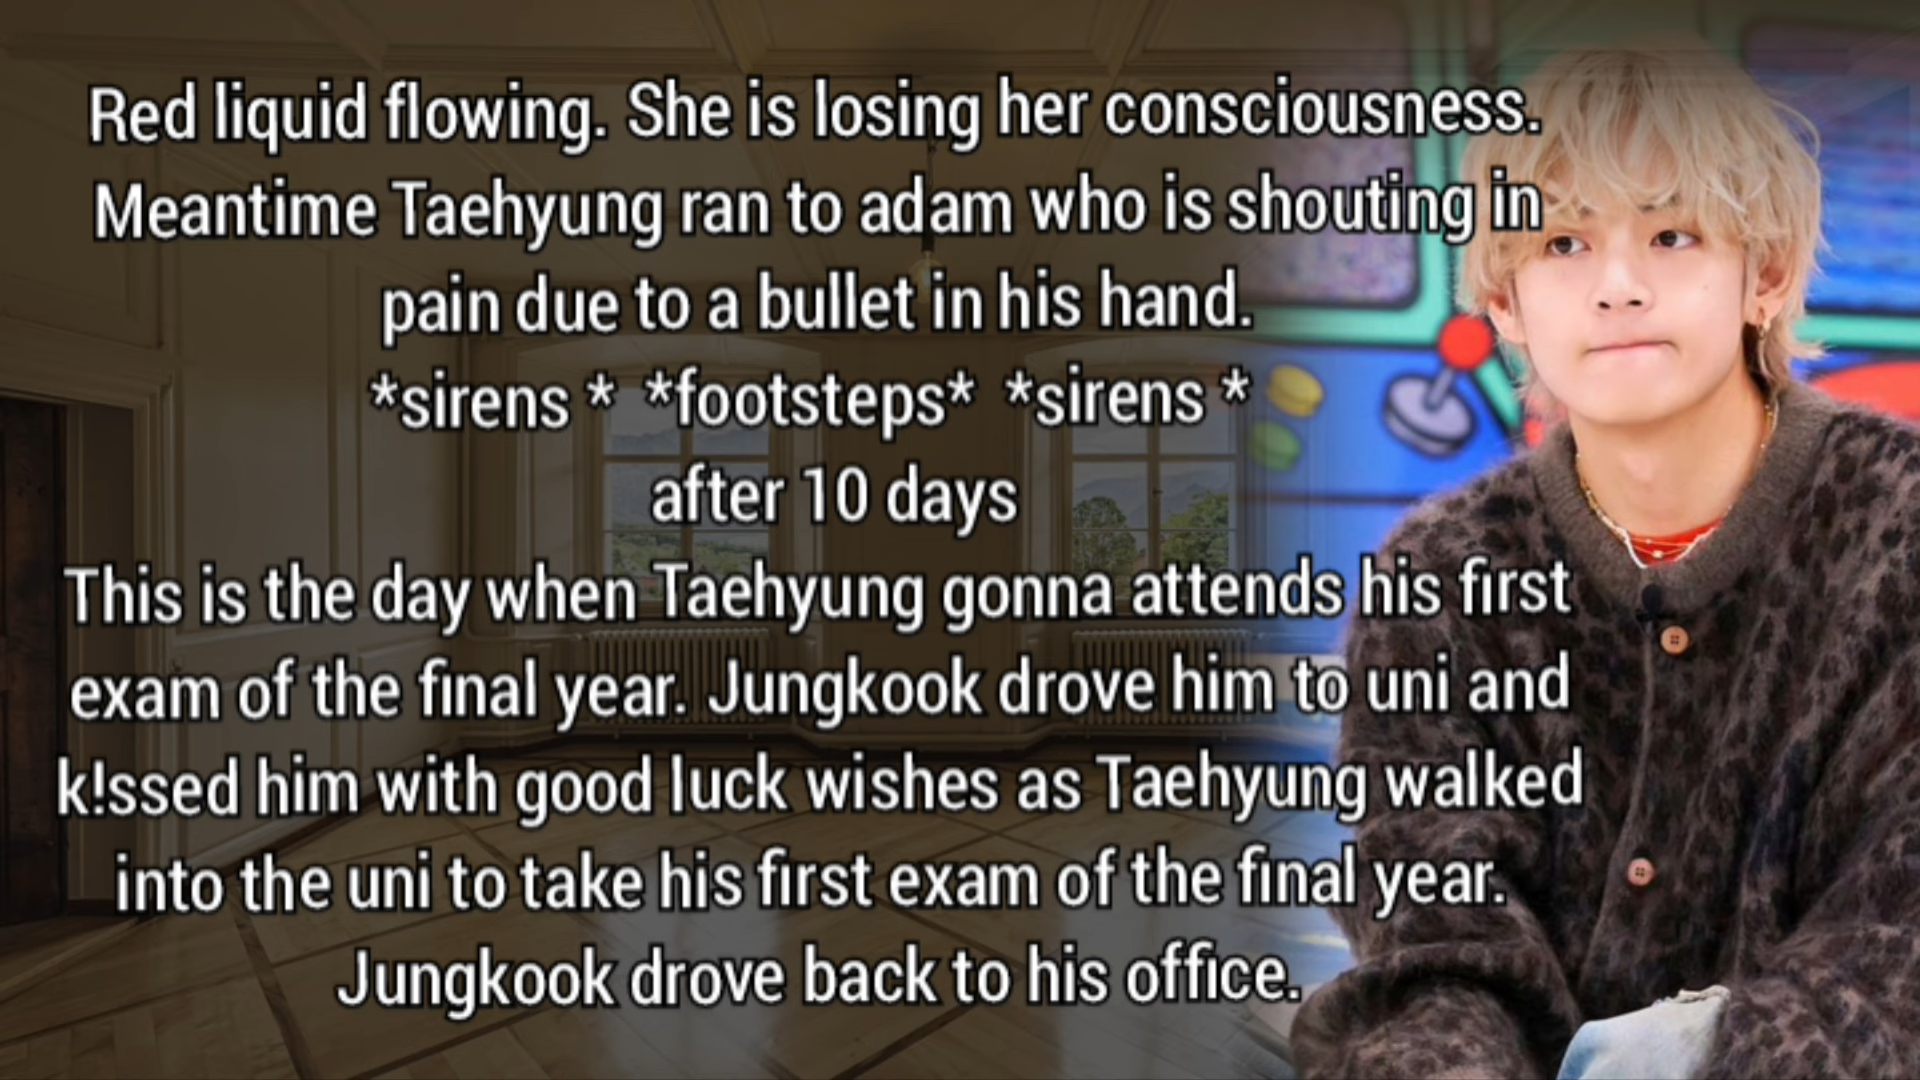 Red liquid flowing. She is losing her consciousness.
Meantime Taehyung ran to adam who is shouting in
pain due to a bullet in his hand.
*sirens * *footsteps* *sirens *
after 10 days
This is the day when Taehyung gonna attends his first
exam of the final year. Jungkook drove him to uni and
k!ssed him with good luck wishes as Taehyung walked
into the uni to take his first exam of the final year.
Jungkook drove back to his office.